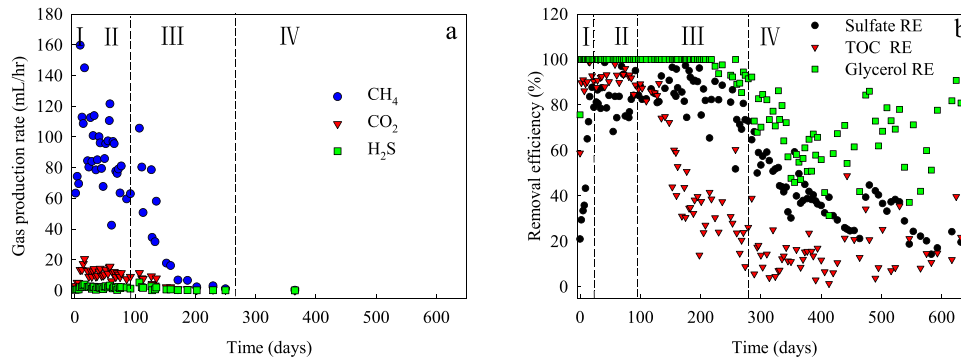 I II III IV a
CH4
CO2
H2S
Gas production rate (mL/hr)
160
180
140
120
100
80
60
40
20
0
0 100 200 300 400 500 600
Time (days)
I II III IV b
Sulfate RE
TOC RE
Glycerol RE
Removal efficiency (%)
120
100
80
60
40
20
0
0 100 200 300 400 500 600
Time (days)